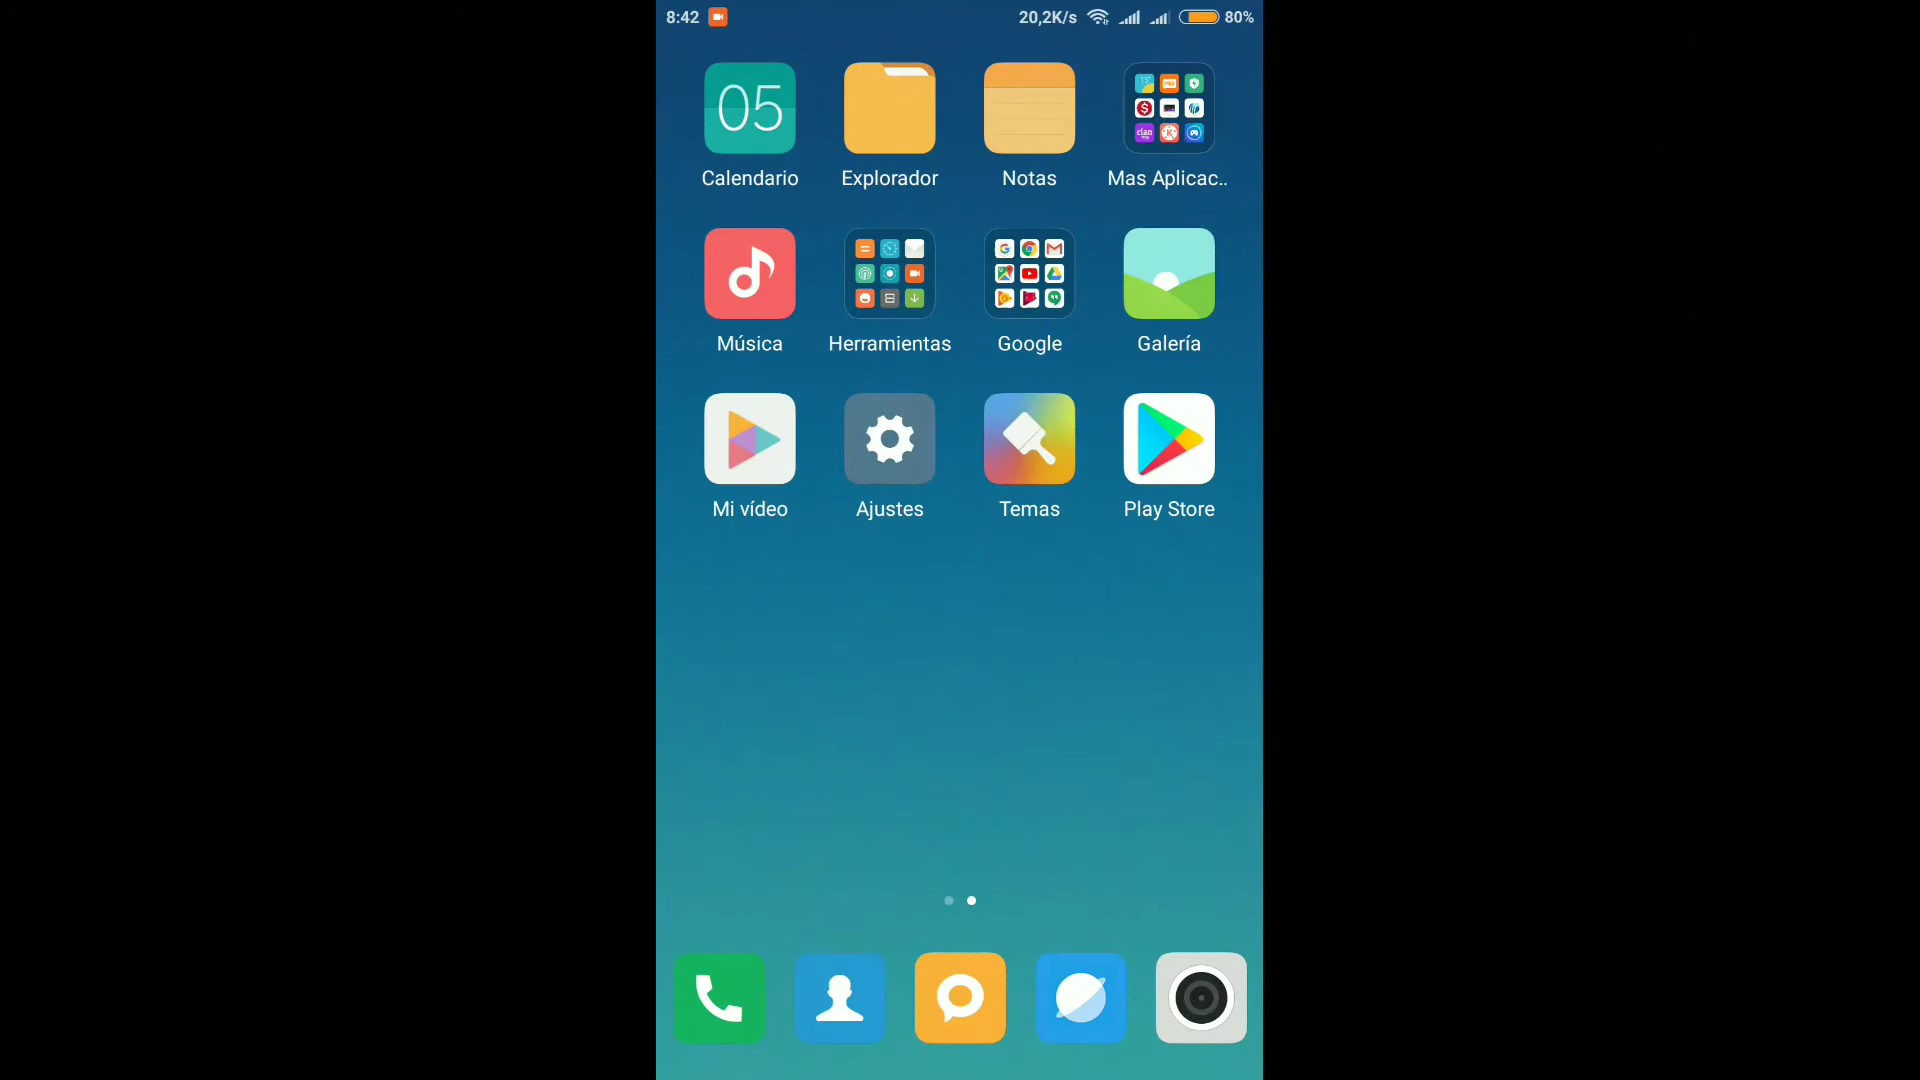 8:42 20,2K/s 80%
05
Calendario Explorador Notas Mas Aplicac..
clan
Música Herramientas Google Galería
Mi vídeo Ajustes Temas Play Store